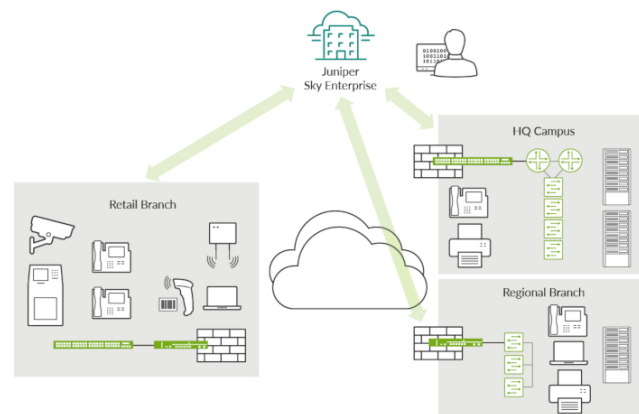 Juniper
Sky Enterprise
HQ Campus
Retail Branch
Regional Branch